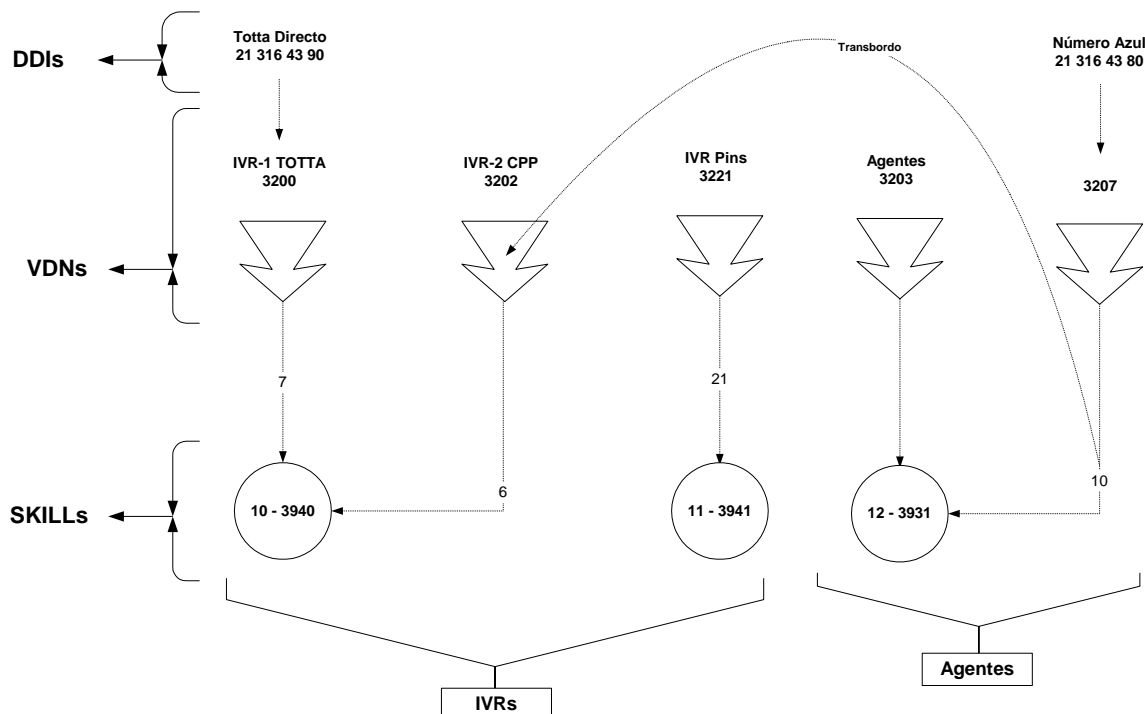 DDIs
Totta Directo
21 316 43 90
Transbordo
Número Azul
21 316 43 80
VDNs
IVR-1 TOTTA
3200
IVR-2 CPP
3202
IVR Pins
3221
Agentes
3203
3207
7
21
6
10
SKILLs
10 - 3940
11 - 3941
12 - 3931
IVRs
Agentes